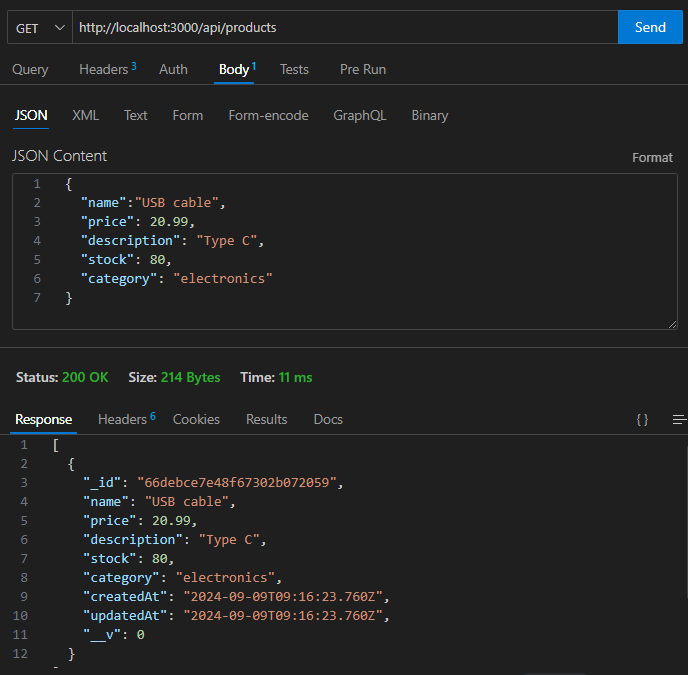 GET http://localhost:3000/api/products Send
Query Headers 3 Auth Body 1 Tests Pre Run
JSON XML Text Form Form-encode GraphQL Binary
JSON Content Format
1 {
2 "name":"USB cable",
3 "price": 20.99,
4 "description": "Type C",
5 "stock": 80,
6 "category": "electronics"
7 }
Status: 200 OK Size: 214 Bytes Time: 11 ms
Response Headers 6 Cookies Results Docs { }
1 [
2 {
3 "_id": "66debce7e48f67302b072059",
4 "name": "USB cable",
5 "price": 20.99,
6 "description": "Type C",
7 "stock": 80,
8 "category": "electronics",
9 "createdAt": "2024-09-09T09:16:23.760Z",
10 "updatedAt": "2024-09-09T09:16:23.760Z",
11 "__v": 0
12 }